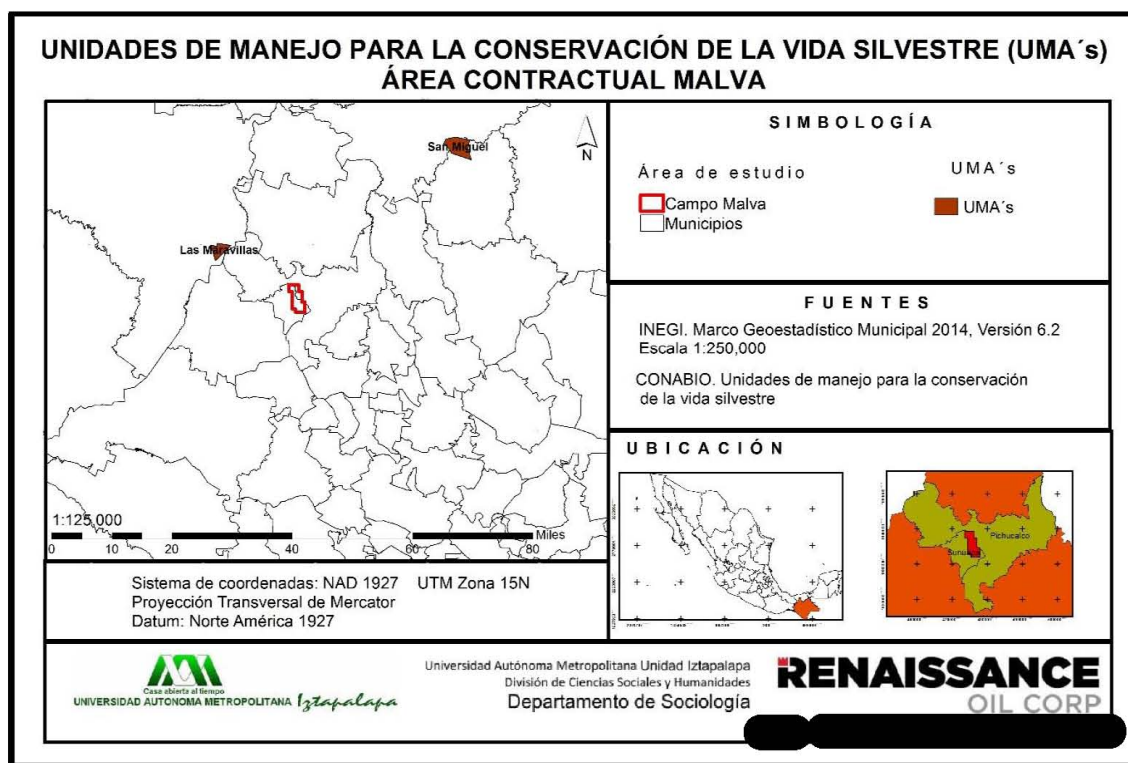 UNIDADES DE MANEJO PARA LA CONSERVACIÓN DE LA VIDA SILVESTRE (UMA´s)
ÁREA CONTRACTUAL MALVA
San Miguel
N
Las Maravillas
1:125,000
0 5 10 20 40 60 80 Miles
SIMBOLOGÍA
Área de estudio
Campo Malva
Municipios
UMA´s
UMA´s
FUENTES
INEGI. Marco Geoestadístico Municipal 2014, Versión 6.2
Escala 1:250,000
CONABIO. Unidades de manejo para la conservación
de la vida silvestre
UBICACIÓN
Pichucalco
Sistema de coordenadas: NAD 1927 UTM Zona 15N
Proyección Transversal de Mercator
Datum: Norte América 1927
Casa abierta al tiempo
UNIVERSIDAD AUTONOMA METROPOLITANA Iztapalapa
Universidad Autónoma Metropolitana Unidad Iztapalapa
División de Ciencias Sociales y Humanidades
Departamento de Sociología
RENAISSANCE
OIL CORP